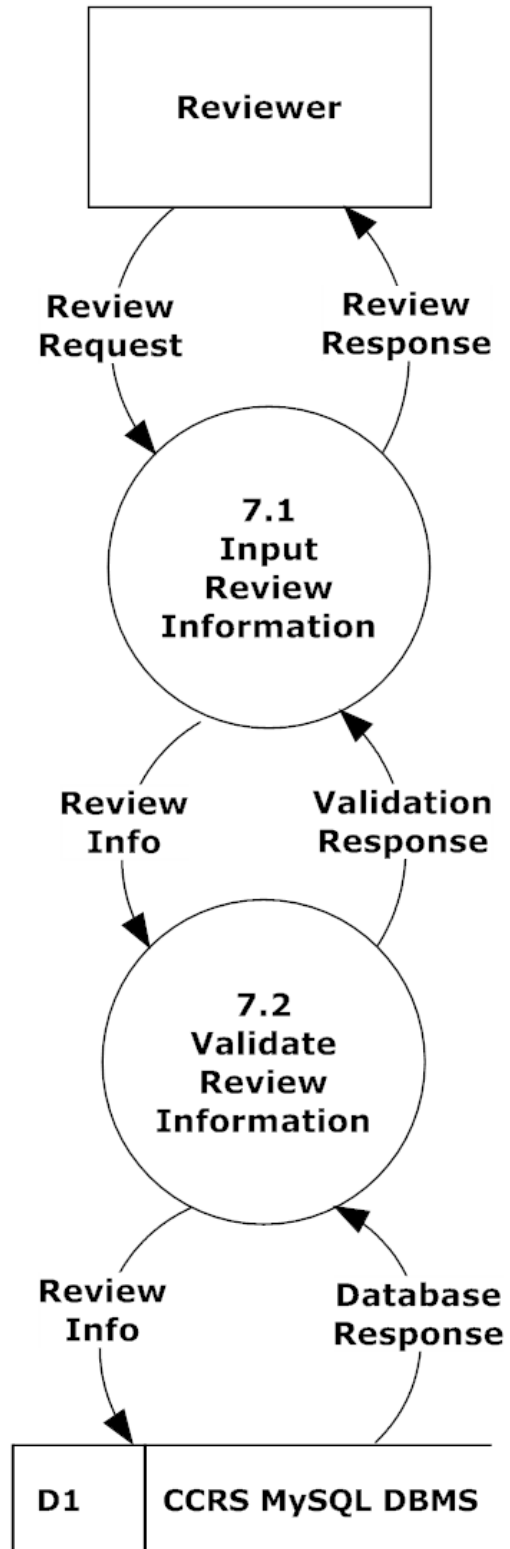 Reviewer
Review
Request
Review
Response
7.1
Input
Review
Information
Review
Info
Validation
Response
7.2
Validate
Review
Information
Review
Info
Database
Response
D1
CCRS MySQL DBMS